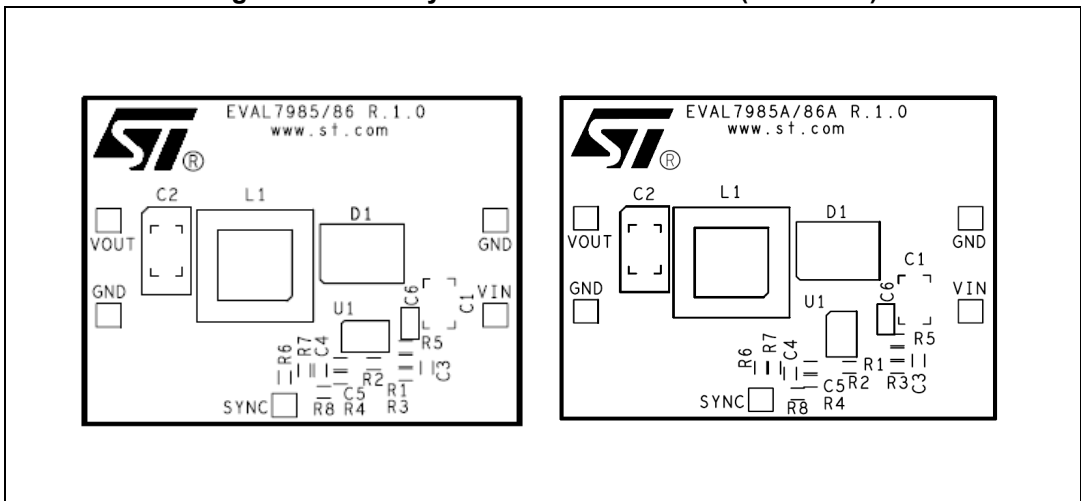 EVAL7985/86 R.1.0
www.st.com
ST®
C2
L1
D1
VOUT
GND
GND
VIN
C1
C6
U1
R5
R6
R7
C4
R2
C3
R1
C5
R3
R8
R4
SYNC
EVAL7985A/86A R.1.0
www.st.com
ST®
C2
L1
D1
VOUT
GND
C1
GND
VIN
C6
U1
R5
R6
R7
C4
R1
R2
R3
C3
C5
SYNC
R8
R4